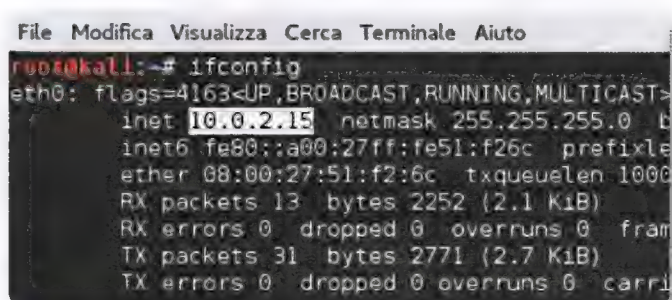 File Modifica Visualizza Cerca Terminale Aiuto
root@kali:~# ifconfig
eth0: flags=4163<UP,BROADCAST,RUNNING,MULTICAST>
inet 10.0.2.15 netmask 255.255.255.0 b
inet6 fe80::a00:27ff:fe51:f26c prefixle
ether 08:00:27:51:f2:6c txqueuelen 1000
RX packets 13 bytes 2252 (2.1 KiB)
RX errors 0 dropped 0 overruns 0 fram
TX packets 31 bytes 2771 (2.7 KiB)
TX errors 0 dropped 0 overruns 0 carri